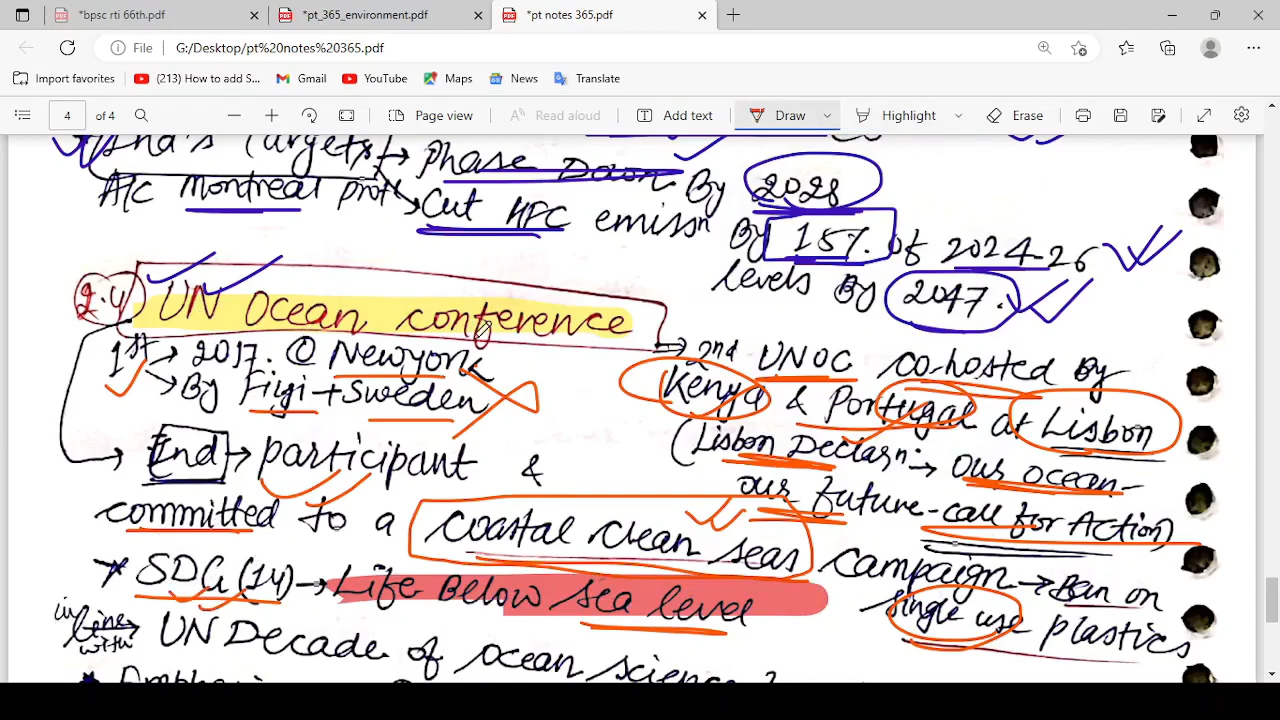 *bpsc rti 66th.pdf
*pt_365_environment.pdf
*pt notes 365.pdf
File G:/Desktop/pt%20notes%20365.pdf
Import favorites
(213) How to add S...
Gmail
YouTube
Maps
News
Translate
4 of 4
Page view
Read aloud
Add text
Draw
Highlight
Erase
Ind's Targets → Phase Down By 2028
A/c Montreal prot → Cut HFC emissn
By 15%. of 2024-26
levels By 2047.
2.4 UN Ocean conference
1st → 2017. @ Newyork
→ By Fiyi + Sweden
→ 2nd UNOC co-hosted By
Kenya & Portugal at Lisbon
(Lisbon Declarsn. → Our ocean-
our future-call for Action)
→ Ind → participant &
committed to a Coastal clean seas campaign → Ban on
single use plastics
* SDG (14) → Life Below sea level
in line with → UN Decade of ocean science